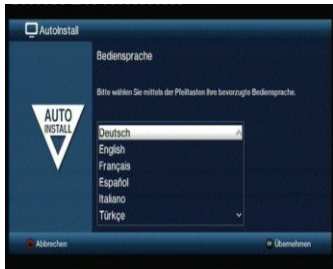 AutoInstall
Bediensprache
Bitte wählen Sie mittels der Pfeiltasten Ihre bevorzugte Bediensprache.
AUTO
INSTALL
Deutsch
English
Français
Español
Italiano
Türkçe
Abbrechen
Übernehmen